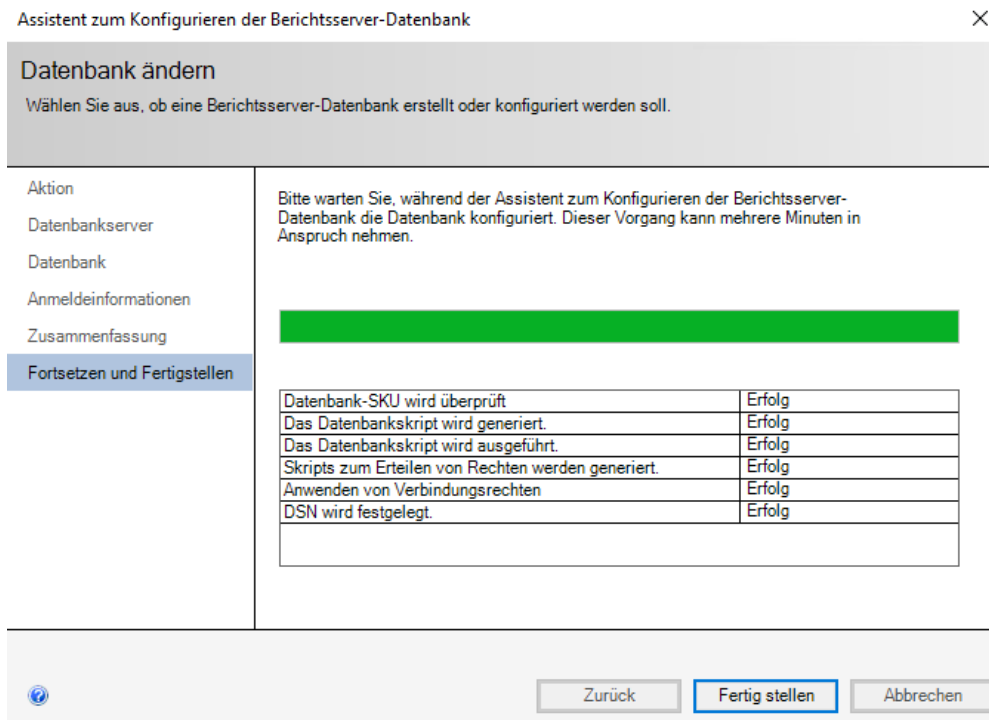 Assistent zum Konfigurieren der Berichtsserver-Datenbank
Datenbank ändern
Wählen Sie aus, ob eine Berichtsserver-Datenbank erstellt oder konfiguriert werden soll.
Aktion
Datenbankserver
Datenbank
Anmeldeinformationen
Zusammenfassung
Fortsetzen und Fertigstellen
Bitte warten Sie, während der Assistent zum Konfigurieren der Berichtsserver-
Datenbank die Datenbank konfiguriert. Dieser Vorgang kann mehrere Minuten in
Anspruch nehmen.
Datenbank-SKU wird überprüft Erfolg
Das Datenbankskript wird generiert. Erfolg
Das Datenbankskript wird ausgeführt. Erfolg
Skripts zum Erteilen von Rechten werden generiert. Erfolg
Anwenden von Verbindungsrechten Erfolg
DSN wird festgelegt. Erfolg
Zurück Fertig stellen Abbrechen